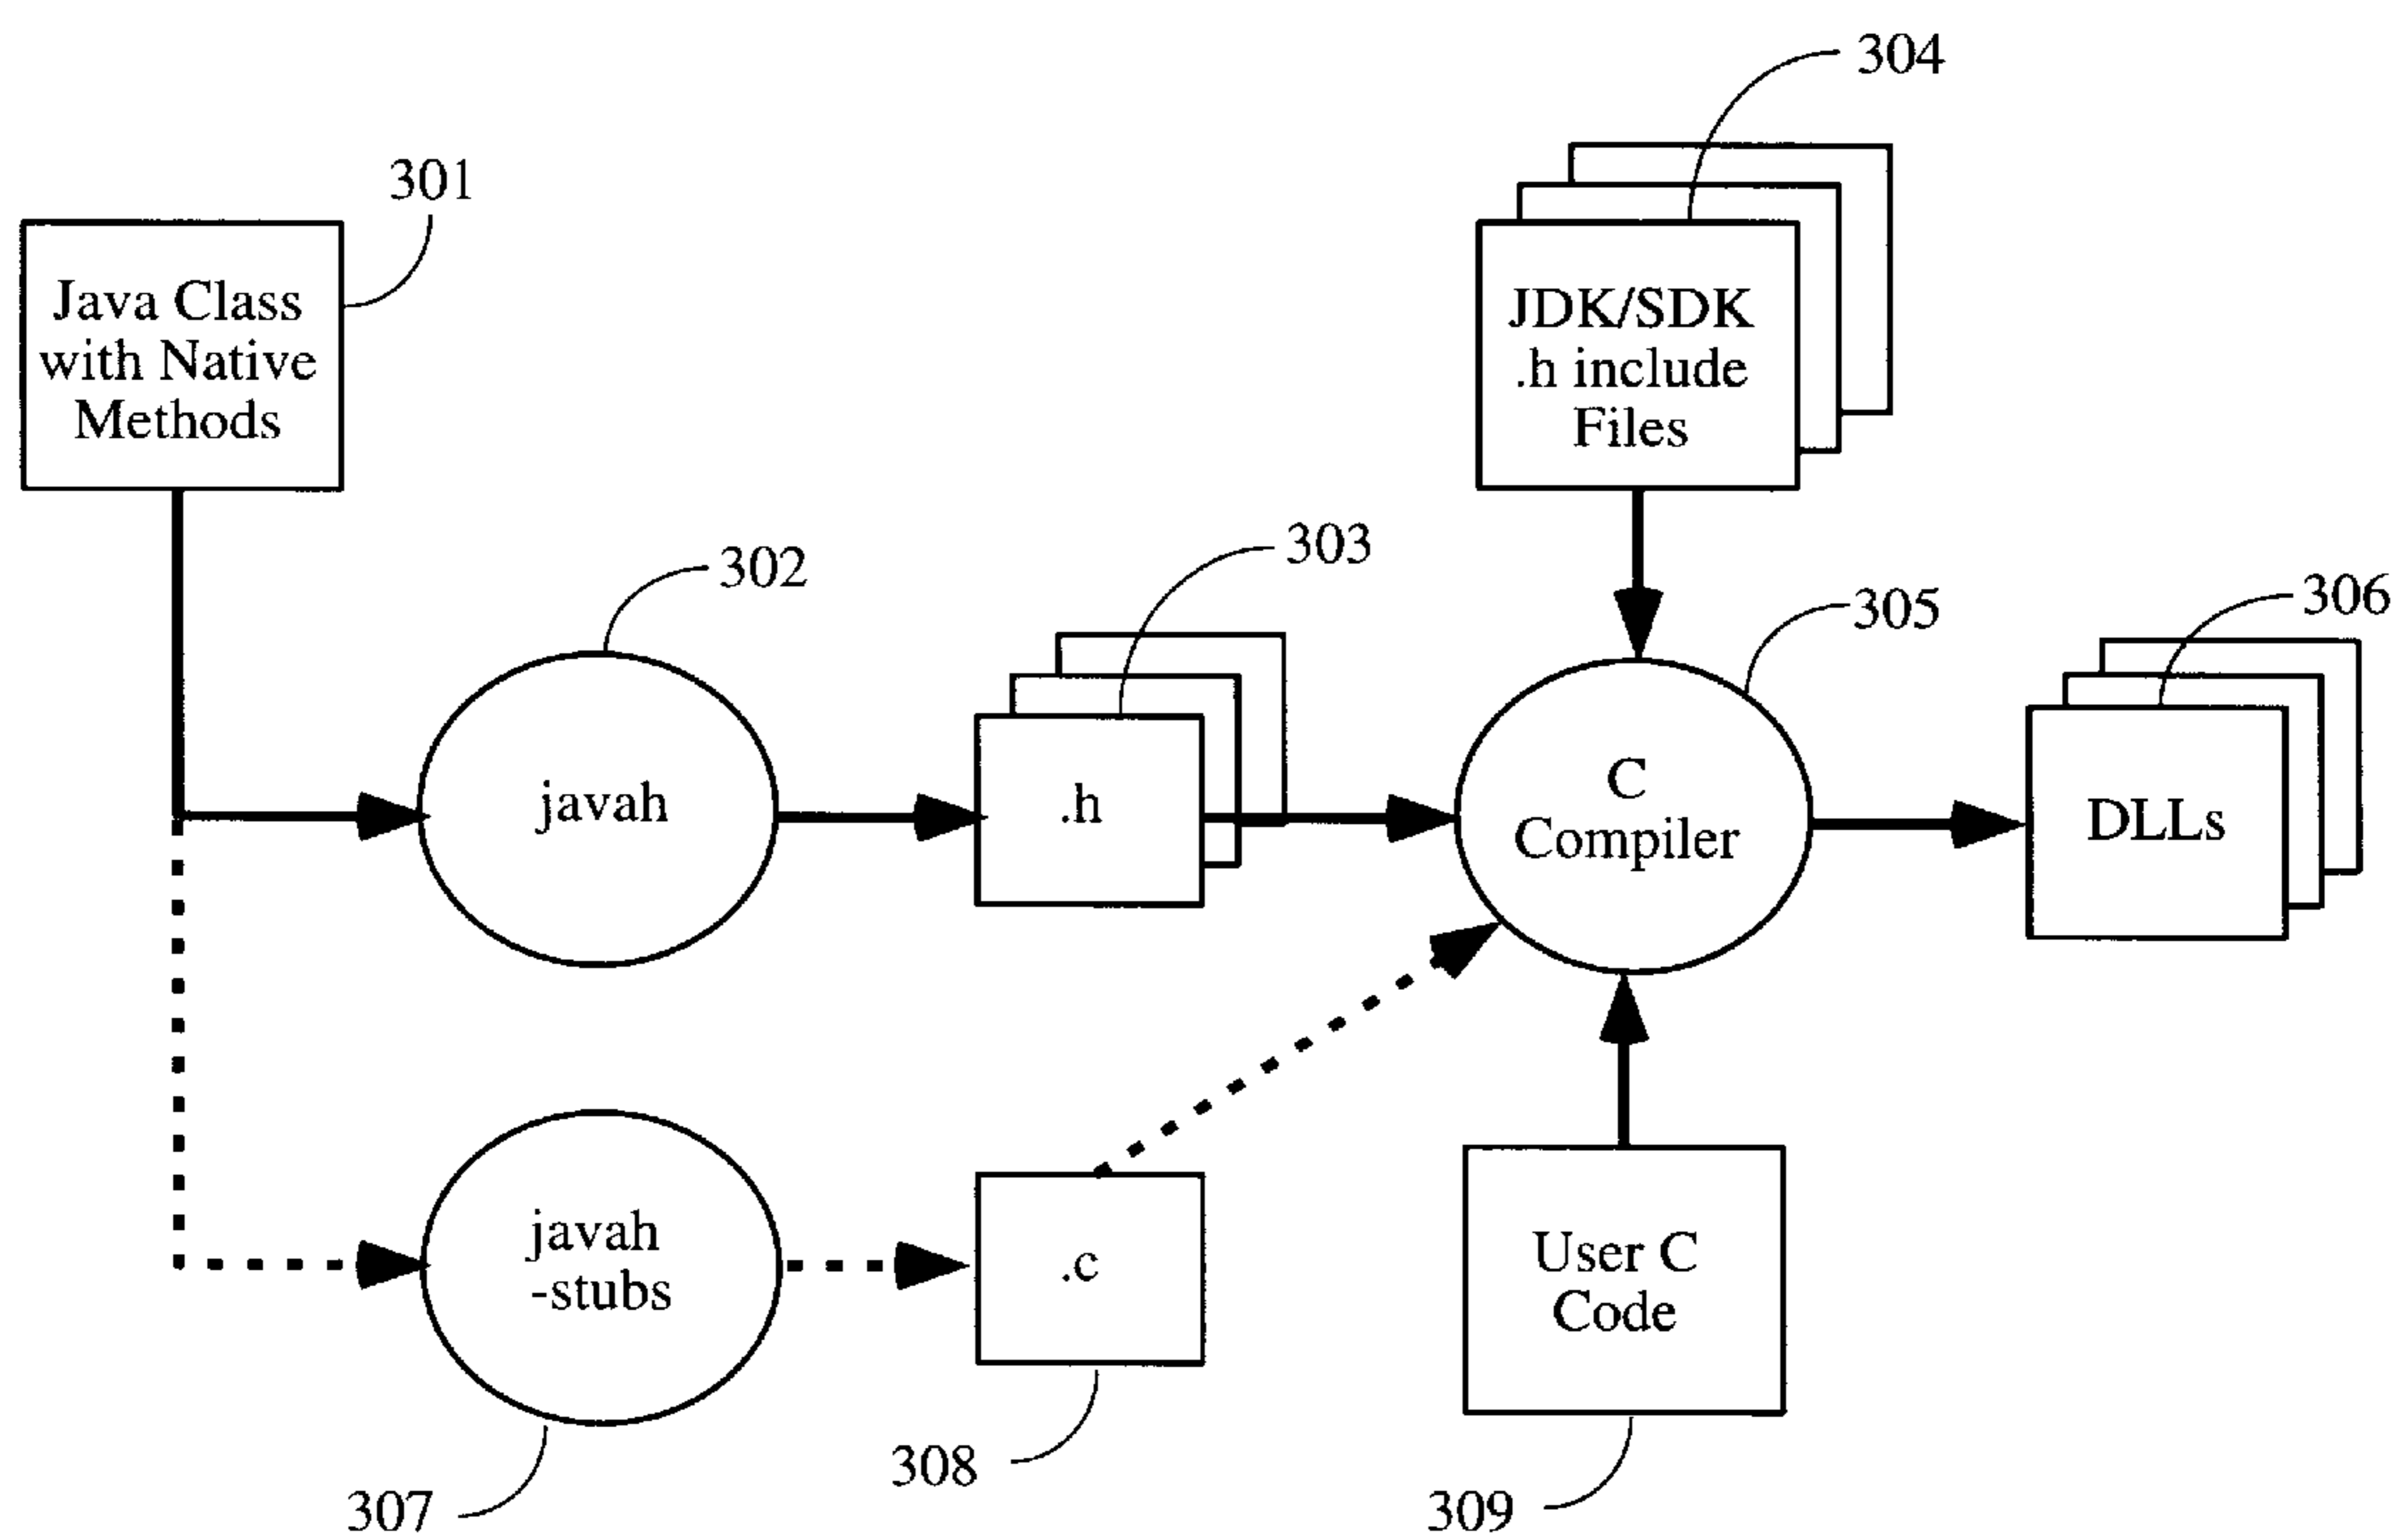 304
301
Java Class
with Native
Methods
JDK/SDK
.h include
Files
302
303
305
306
javah
.h
C
Compiler
DLLs
javah
-stubs
.c
User C
Code
307
308
309